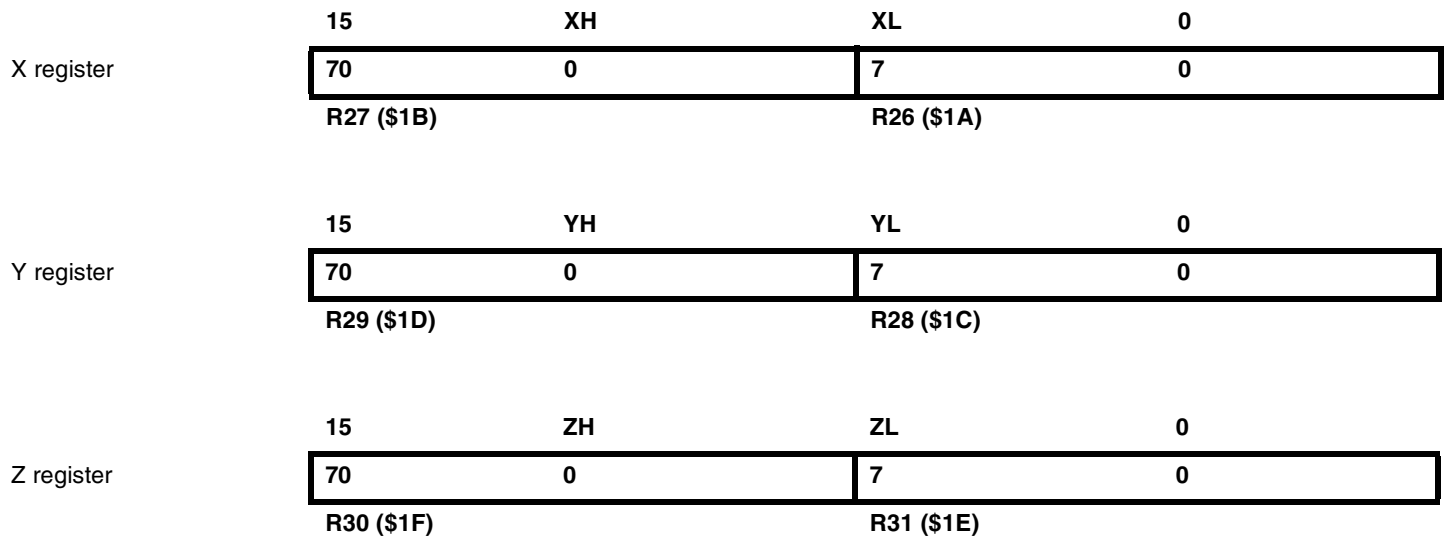 15 XH XL 0
X register 70 0 7 0
R27 ($1B) R26 ($1A)
15 YH YL 0
Y register 70 0 7 0
R29 ($1D) R28 ($1C)
15 ZH ZL 0
Z register 70 0 7 0
R30 ($1F) R31 ($1E)